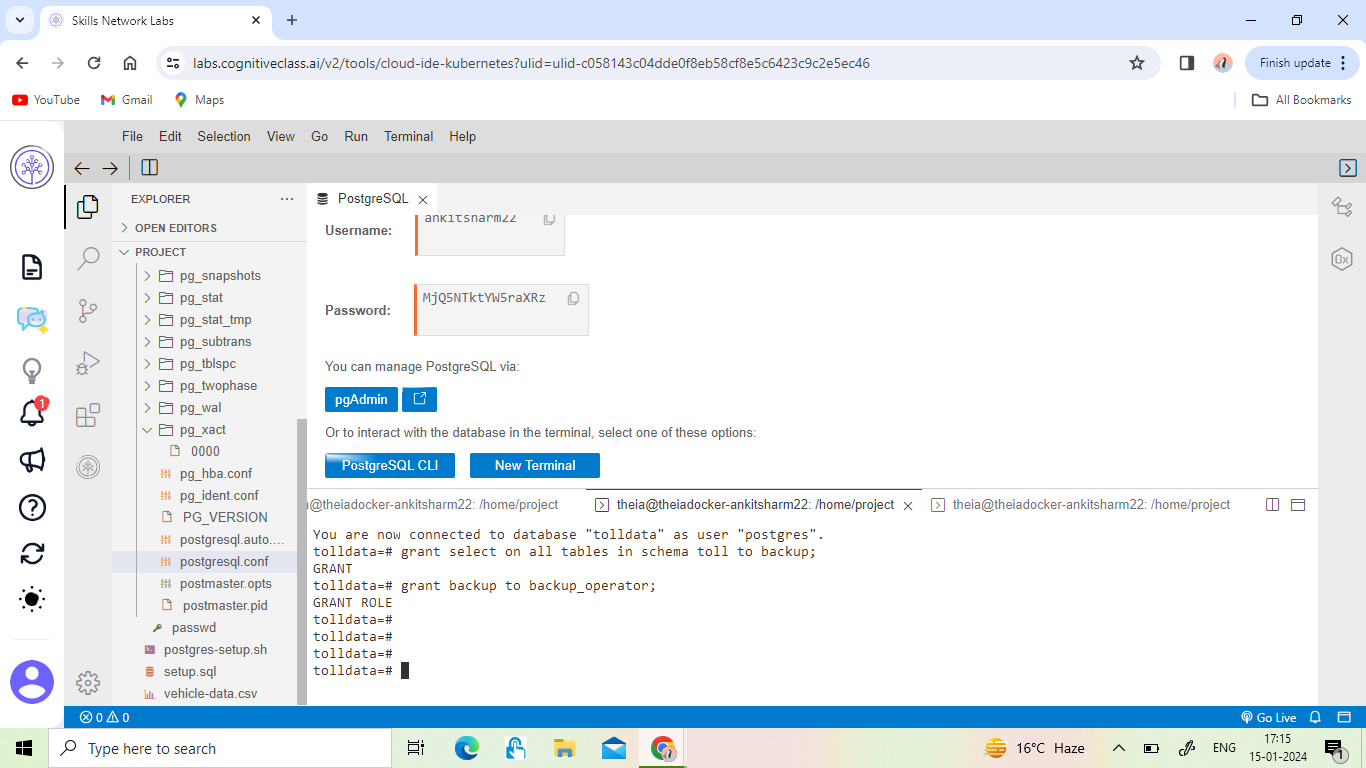 Skills Network Labs
labs.cognitiveclass.ai/v2/tools/cloud-ide-kubernetes?ulid=ulid-c058143c04dde0f8eb58cf8e5c6423c9c2e5ec46
Finish update
YouTube
Gmail
Maps
All Bookmarks
File Edit Selection View Go Run Terminal Help
EXPLORER
OPEN EDITORS
PROJECT
pg_snapshots
pg_stat
pg_stat_tmp
pg_subtrans
pg_tblspc
pg_twophase
pg_wal
pg_xact
0000
pg_hba.conf
pg_ident.conf
PG_VERSION
postgresql.auto....
postgresql.conf
postmaster.opts
postmaster.pid
passwd
postgres-setup.sh
setup.sql
vehicle-data.csv
1
PostgreSQL
Username:
ankitsharm22
Password:
MjQ5NTktYW5raXRz
You can manage PostgreSQL via:
pgAdmin
Or to interact with the database in the terminal, select one of these options:
PostgreSQL CLI
New Terminal
@theiadocker-ankitsharm22: /home/project
theia@theiadocker-ankitsharm22: /home/project
theia@theiadocker-ankitsharm22: /home/project
You are now connected to database "tolldata" as user "postgres".
tolldata=# grant select on all tables in schema toll to backup;
GRANT
tolldata=# grant backup to backup_operator;
GRANT ROLE
tolldata=#
tolldata=#
tolldata=#
tolldata=#
0 0
Go Live
Type here to search
16°C Haze
ENG
17:15
15-01-2024
1
0x